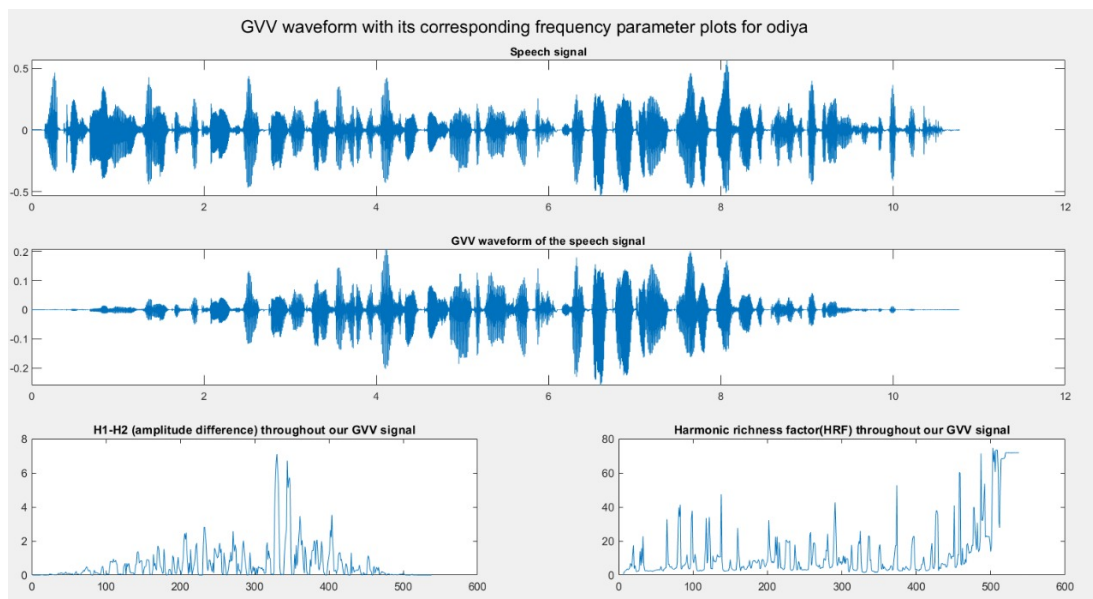 GVV waveform with its corresponding frequency parameter plots for odiya
Speech signal
0.5
0
-0.5
0 2 4 6 8 10 12
GVV waveform of the speech signal
0.2
0.1
0
-0.1
-0.2
0 2 4 6 8 10 12
H1-H2 (amplitude difference) throughout our GVV signal
8
6
4
2
0
0 100 200 300 400 500 600
Harmonic richness factor(HRF) throughout our GVV signal
80
60
40
20
0
0 100 200 300 400 500 600